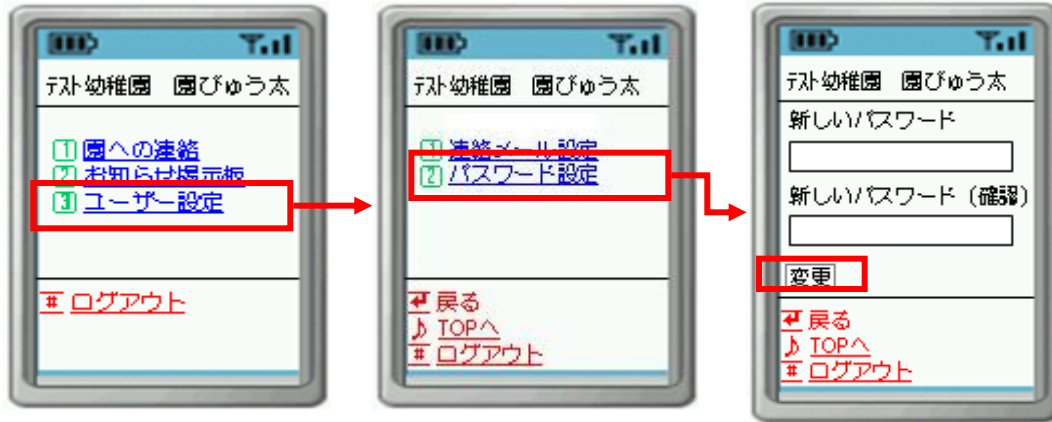 テスト幼稚園 園びゅう太
1 園への連絡
2 お知らせ掲示板
3 ユーザー設定
# ログアウト
テスト幼稚園 園びゅう太
1 連絡メール設定
2 パスワード設定
戻る
♪ TOPへ
# ログアウト
テスト幼稚園 園びゅう太
新しいパスワード
新しいパスワード (確認)
変更
戻る
♪ TOPへ
# ログアウト